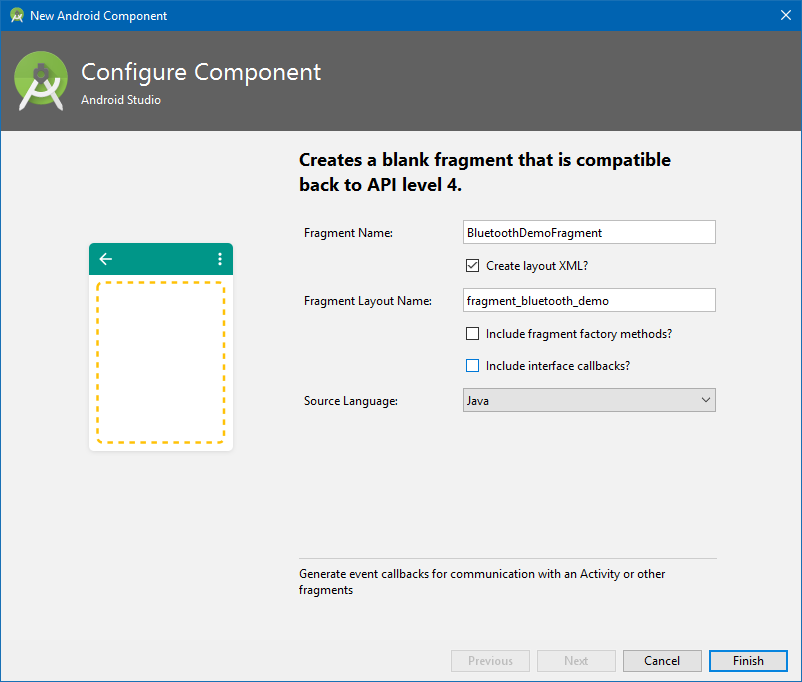 New Android Component
Configure Component
Android Studio
Creates a blank fragment that is compatible
back to API level 4.
Fragment Name:
BluetoothDemoFragment
Create layout XML?
Fragment Layout Name:
fragment_bluetooth_demo
Include fragment factory methods?
Include interface callbacks?
Source Language:
Java
Generate event callbacks for communication with an Activity or other
fragments
Previous
Next
Cancel
Finish